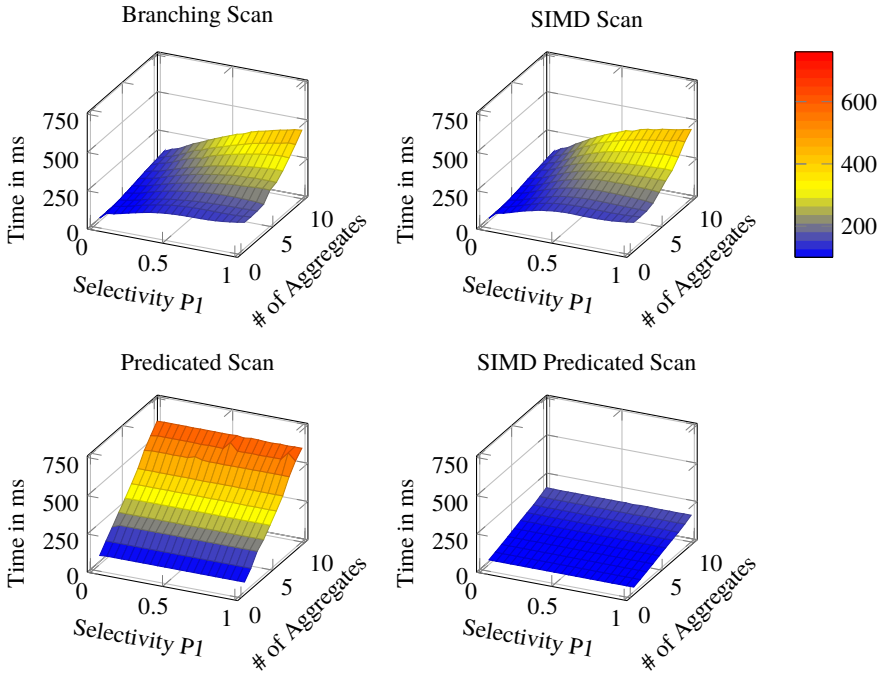 Branching Scan
SIMD Scan
Time in ms
750
500
250
0
0
0.5
1
Selectivity P1
0
5
10
# of Aggregates
Time in ms
750
500
250
0
0
0.5
1
Selectivity P1
0
5
10
# of Aggregates
600
400
200
Predicated Scan
SIMD Predicated Scan
Time in ms
750
500
250
0
0
0.5
1
Selectivity P1
0
5
10
# of Aggregates
Time in ms
750
500
250
0
0
0.5
1
Selectivity P1
0
5
10
# of Aggregates